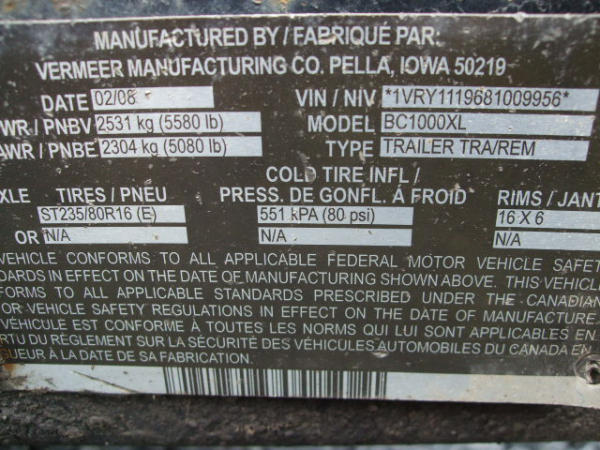 MANUFACTURED BY / FABRIQUÉ PAR:
VERMEER MANUFACTURING CO. PELLA, IOWA 50219
DATE 02/08 VIN / NIV *1VRY1119681009956*
WR / PNBV 2531 kg (5580 lb) MODEL BC1000XL
AWR / PNBE 2304 kg (5080 lb) TYPE TRAILER TRA/REM
COLD TIRE INFL /
XLE TIRES / PNEU PRESS. DE GONFL. À FROID RIMS / JANT
ST235/80R16 (E) 551 kPA (80 psi) 16 X 6
OR N/A N/A N/A
VEHICLE CONFORMS TO ALL APPLICABLE FEDERAL MOTOR VEHICLE SAFET
DARDS IN EFFECT ON THE DATE OF MANUFACTURING SHOWN ABOVE. THIS VEHICLE
FORMS TO ALL APPLICABLE STANDARDS PRESCRIBED UNDER THE CANADIAN
OR VEHICLE SAFETY REGULATIONS IN EFFECT ON THE DATE OF MANUFACTURE.
VÉHICULE EST CONFORME À TOUTES LES NORMES QUI LUI SONT APPLICABLES EN
RTU DU RÈGLEMENT SUR LA SÉCURITÉ DES VÉHICULES AUTOMOBILES DU CANADA EN
GUEUR À LA DATE DE SA FABRICATION.